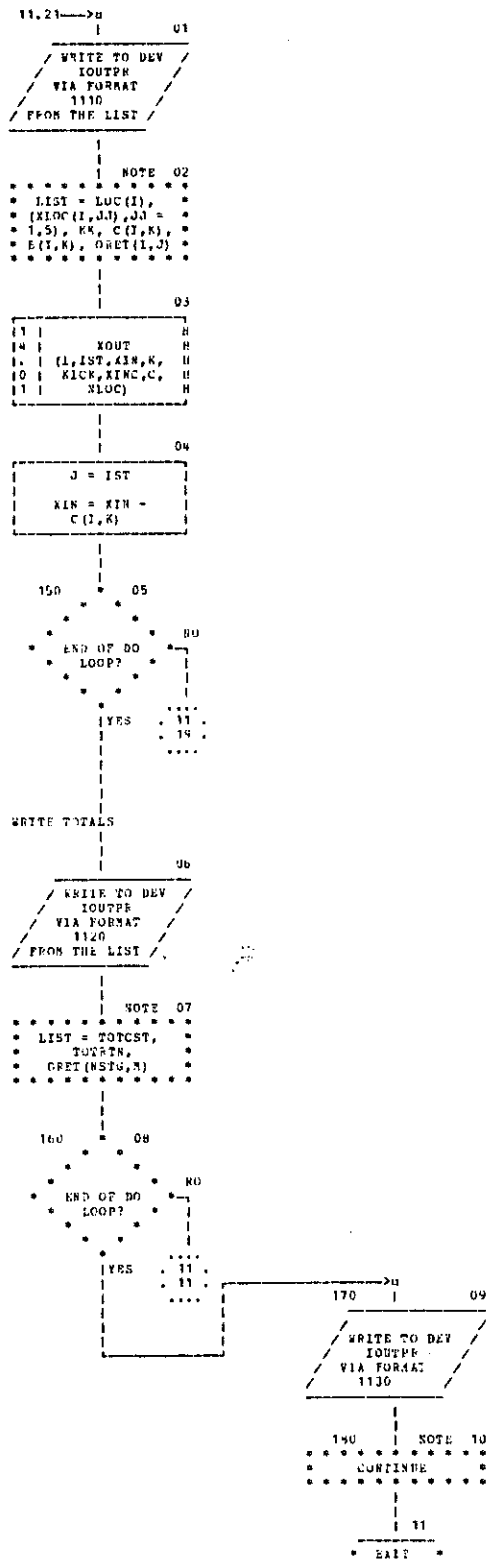 11.21--->
01
WRITE TO DEV
IOUTPR
VIA FORMAT
1110
FROM THE LIST
NOTE 02
LIST = LOC(I),
(XLOC(I,JJ),JJ =
1,5), KK, C(I,K),
ORET(I,J)
03
XOUT
(I,IST,XIN,K,
KICK,XINC,C,
XLOC)
04
J = IST
XIN = XIN -
C(I,K)
150 05
END OF DO
LOOP?
NO
YES
11
19
WRITE TOTALS
06
WRITE TO DEV
IOUTPR
VIA FORMAT
1120
FROM THE LIST
NOTE 07
LIST = TOTCST,
TOTRTN,
ORET(NSTG,M)
160 08
END OF DO
LOOP?
NO
YES
11
11
170 09
WRITE TO DEV
IOUTPR
VIA FORMAT
1130
180 NOTE 10
CONTINUE
11
EXIT